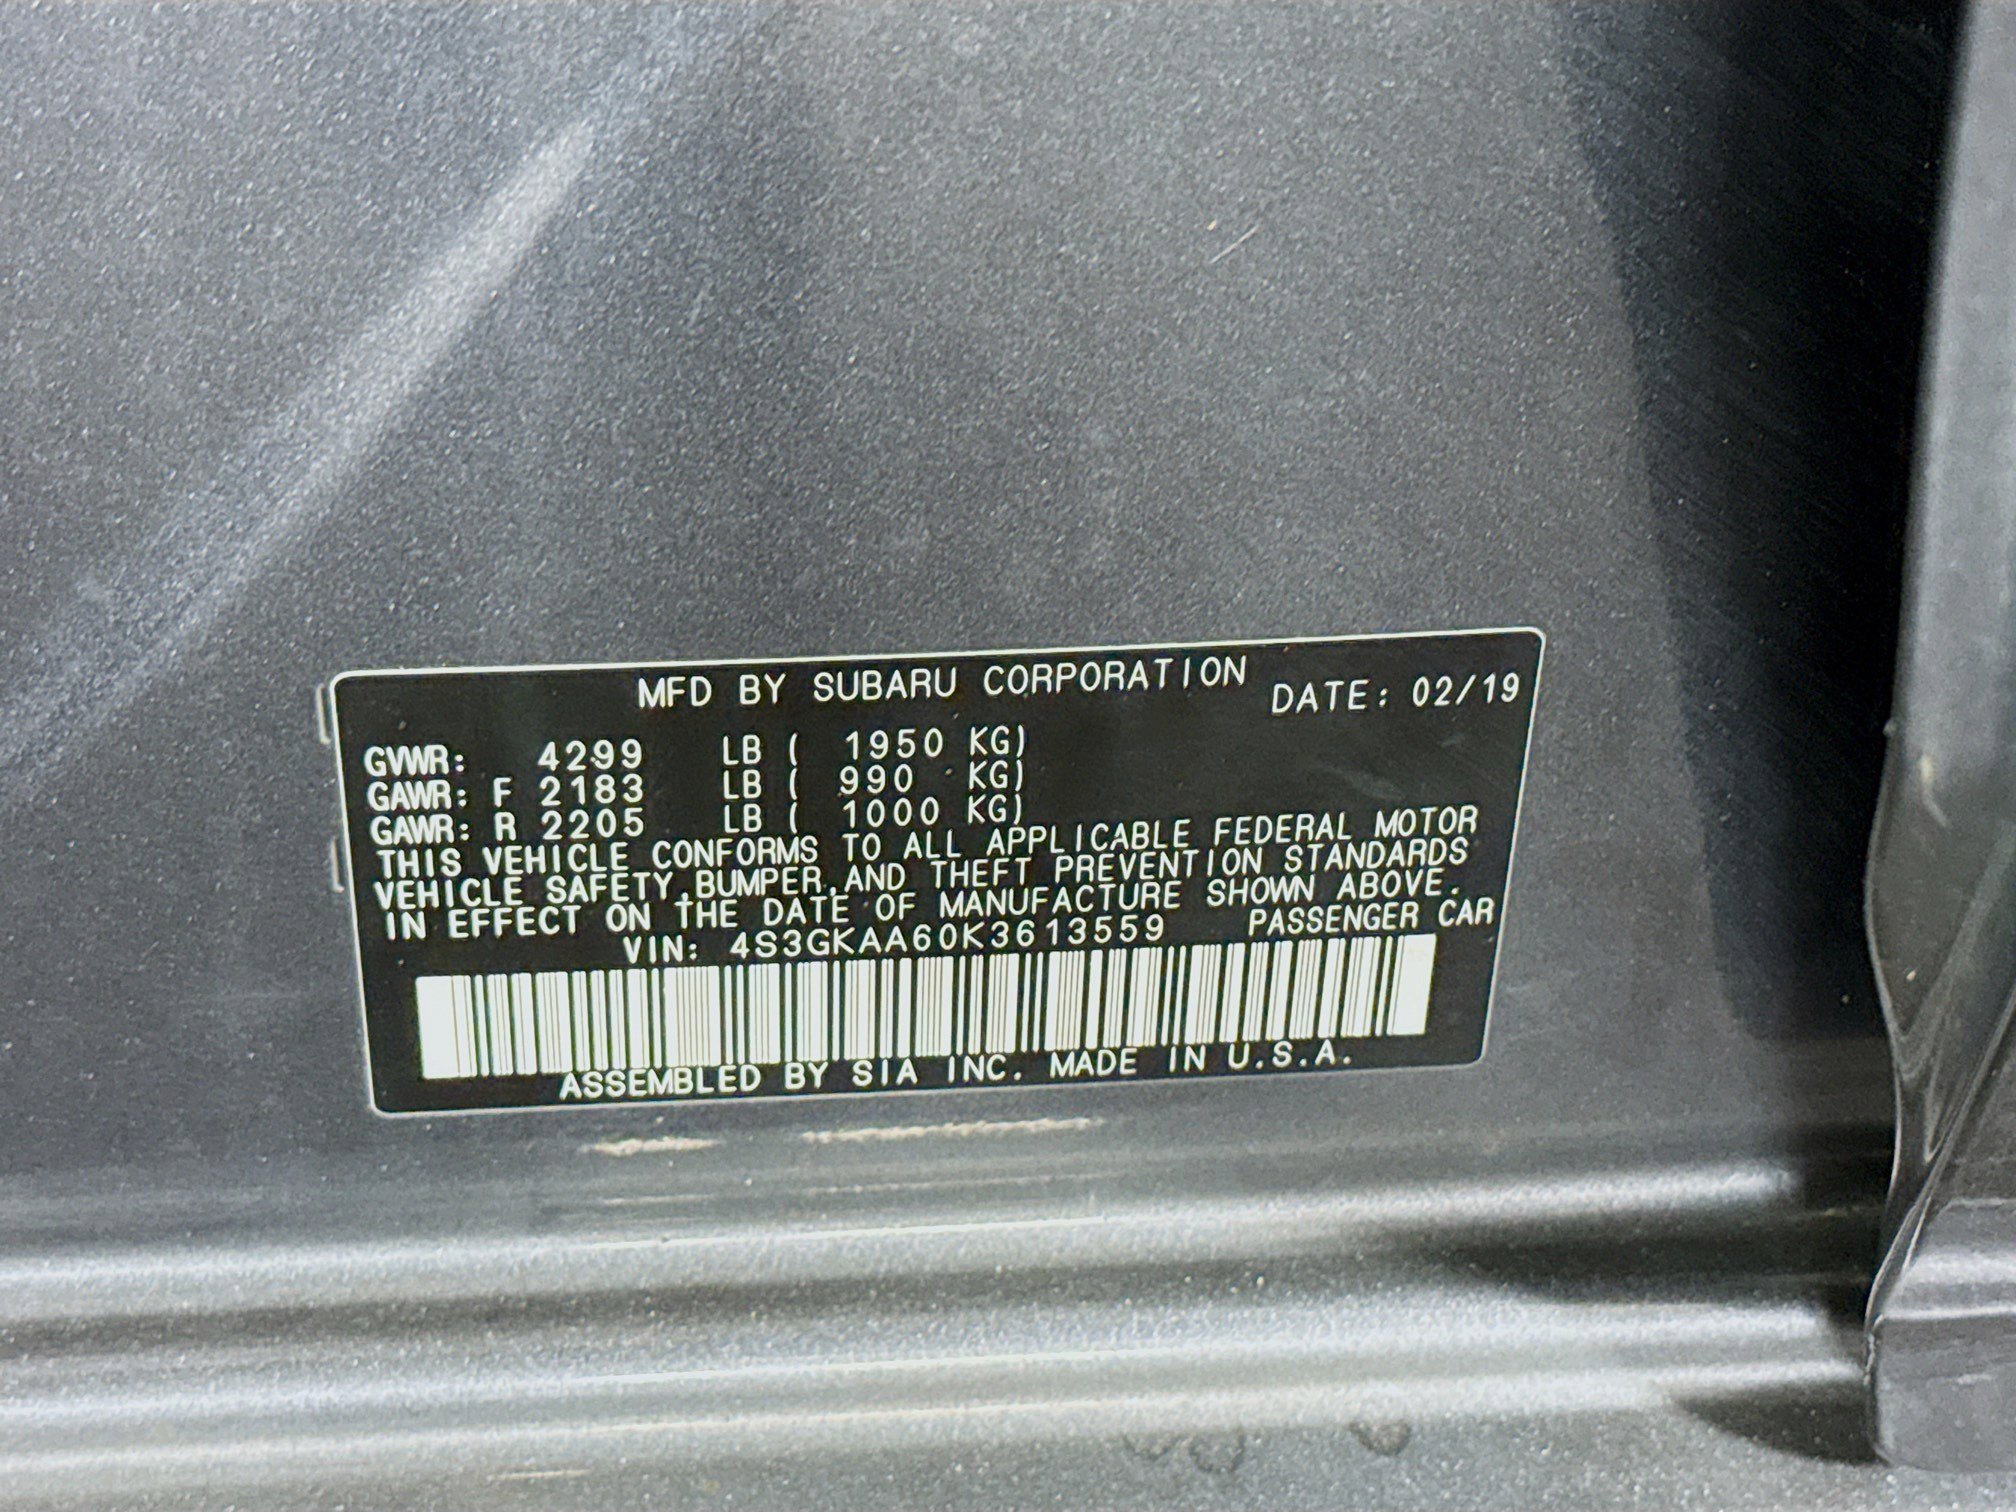 MFD BY SUBARU CORPORATION DATE: 02/19
GVWR: 4299 LB ( 1950 KG)
GAWR: F 2183 LB ( 990 KG)
GAWR: R 2205 LB ( 1000 KG)
THIS VEHICLE CONFORMS TO ALL APPLICABLE FEDERAL MOTOR
VEHICLE SAFETY,BUMPER,AND THEFT PREVENTION STANDARDS
IN EFFECT ON THE DATE OF MANUFACTURE SHOWN ABOVE.
VIN: 4S3GKAA60K3613559 PASSENGER CAR
ASSEMBLED BY SIA INC. MADE IN U.S.A.